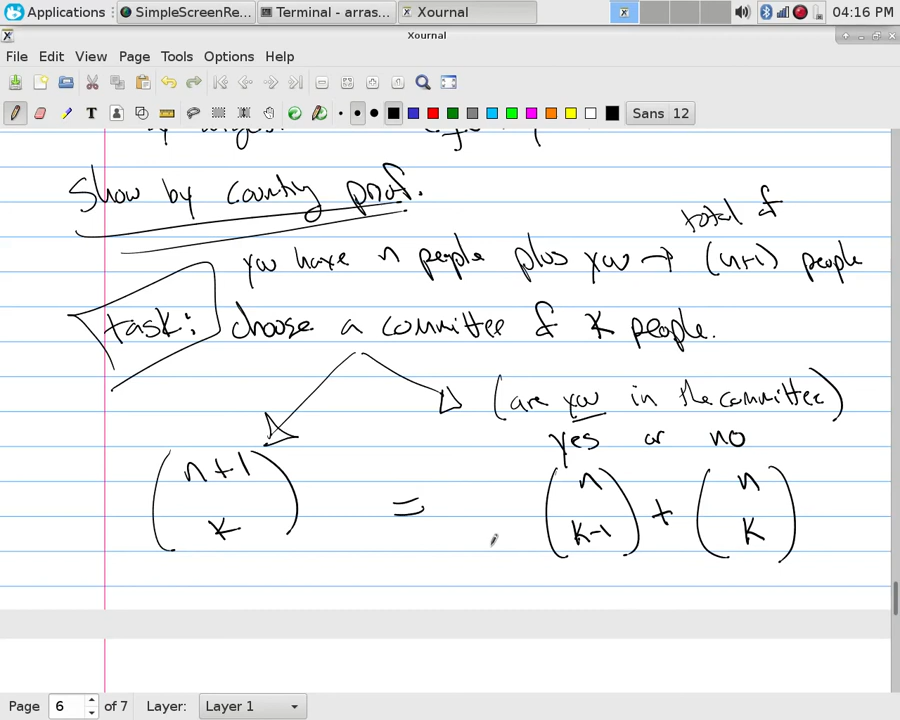 Applications SimpleScreenRe... Terminal - arras... Xournal 04:16 PM
Xournal
File Edit View Page Tools Options Help
Sans 12
Show by counting proof.
total of
you have n people plus you → (n+1) people
task: choose a committee of k people.
(are you in the committee)
yes or no
(n+1 k) = (n k-1) + (n k)
Page 6 of 7 Layer: Layer 1